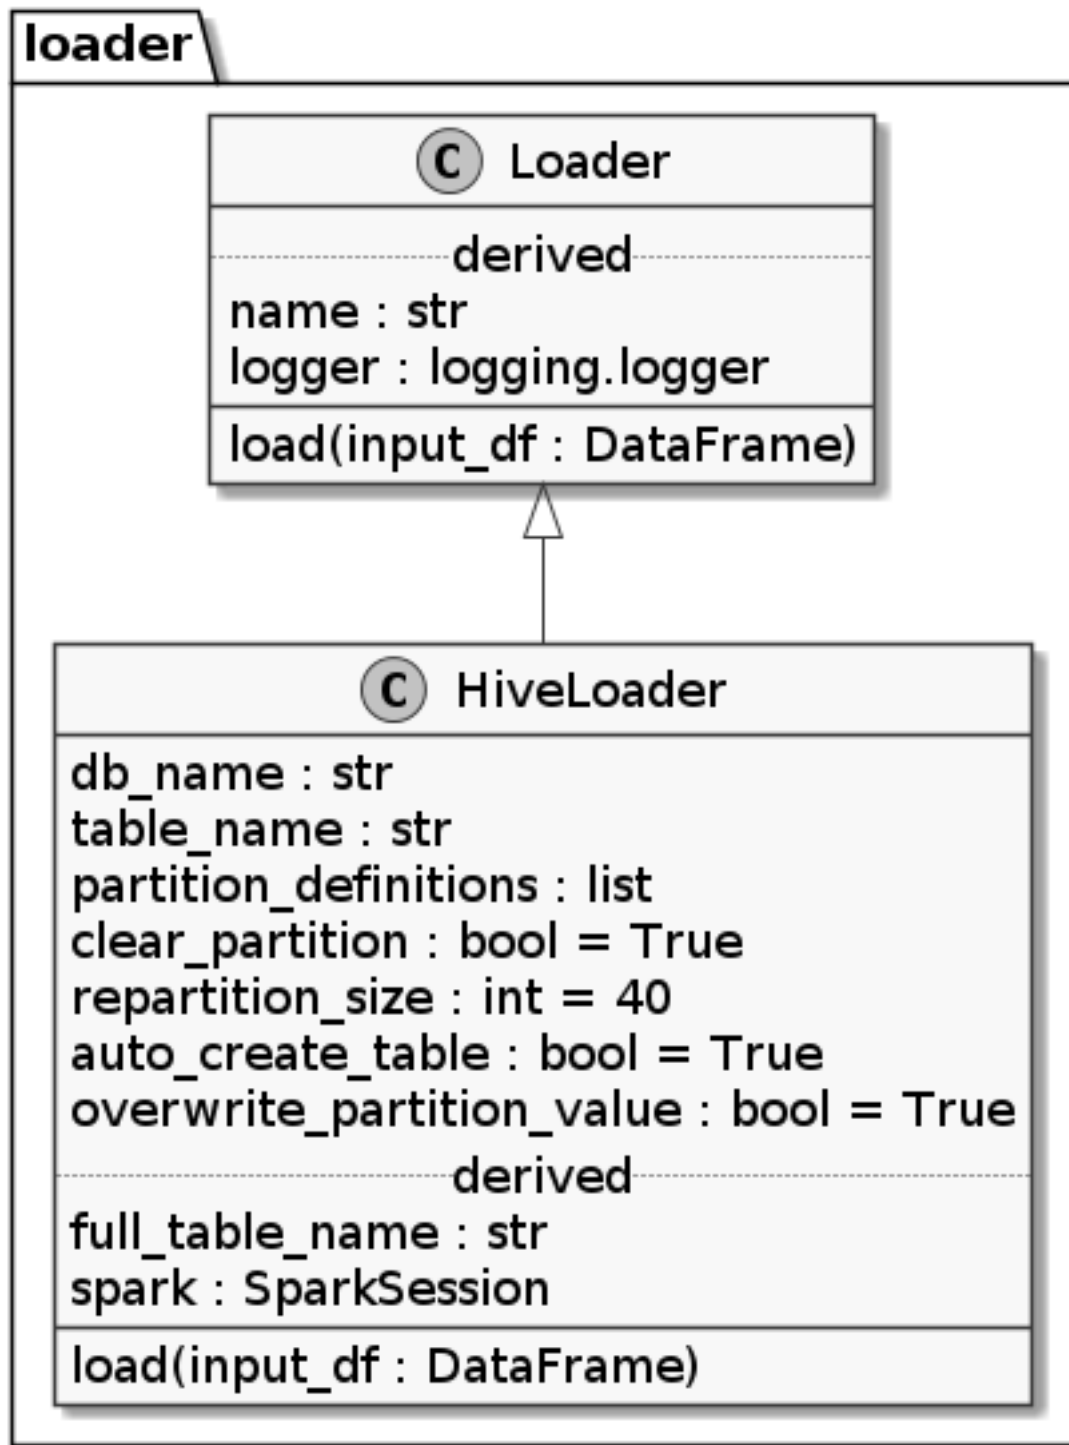 loader
C Loader
derived
name : str
logger : logging.logger
load(input_df : DataFrame)
C HiveLoader
db_name : str
table_name : str
partition_definitions : list
clear_partition : bool = True
repartition_size : int = 40
auto_create_table : bool = True
overwrite_partition_value : bool = True
derived
full_table_name : str
spark : SparkSession
load(input_df : DataFrame)